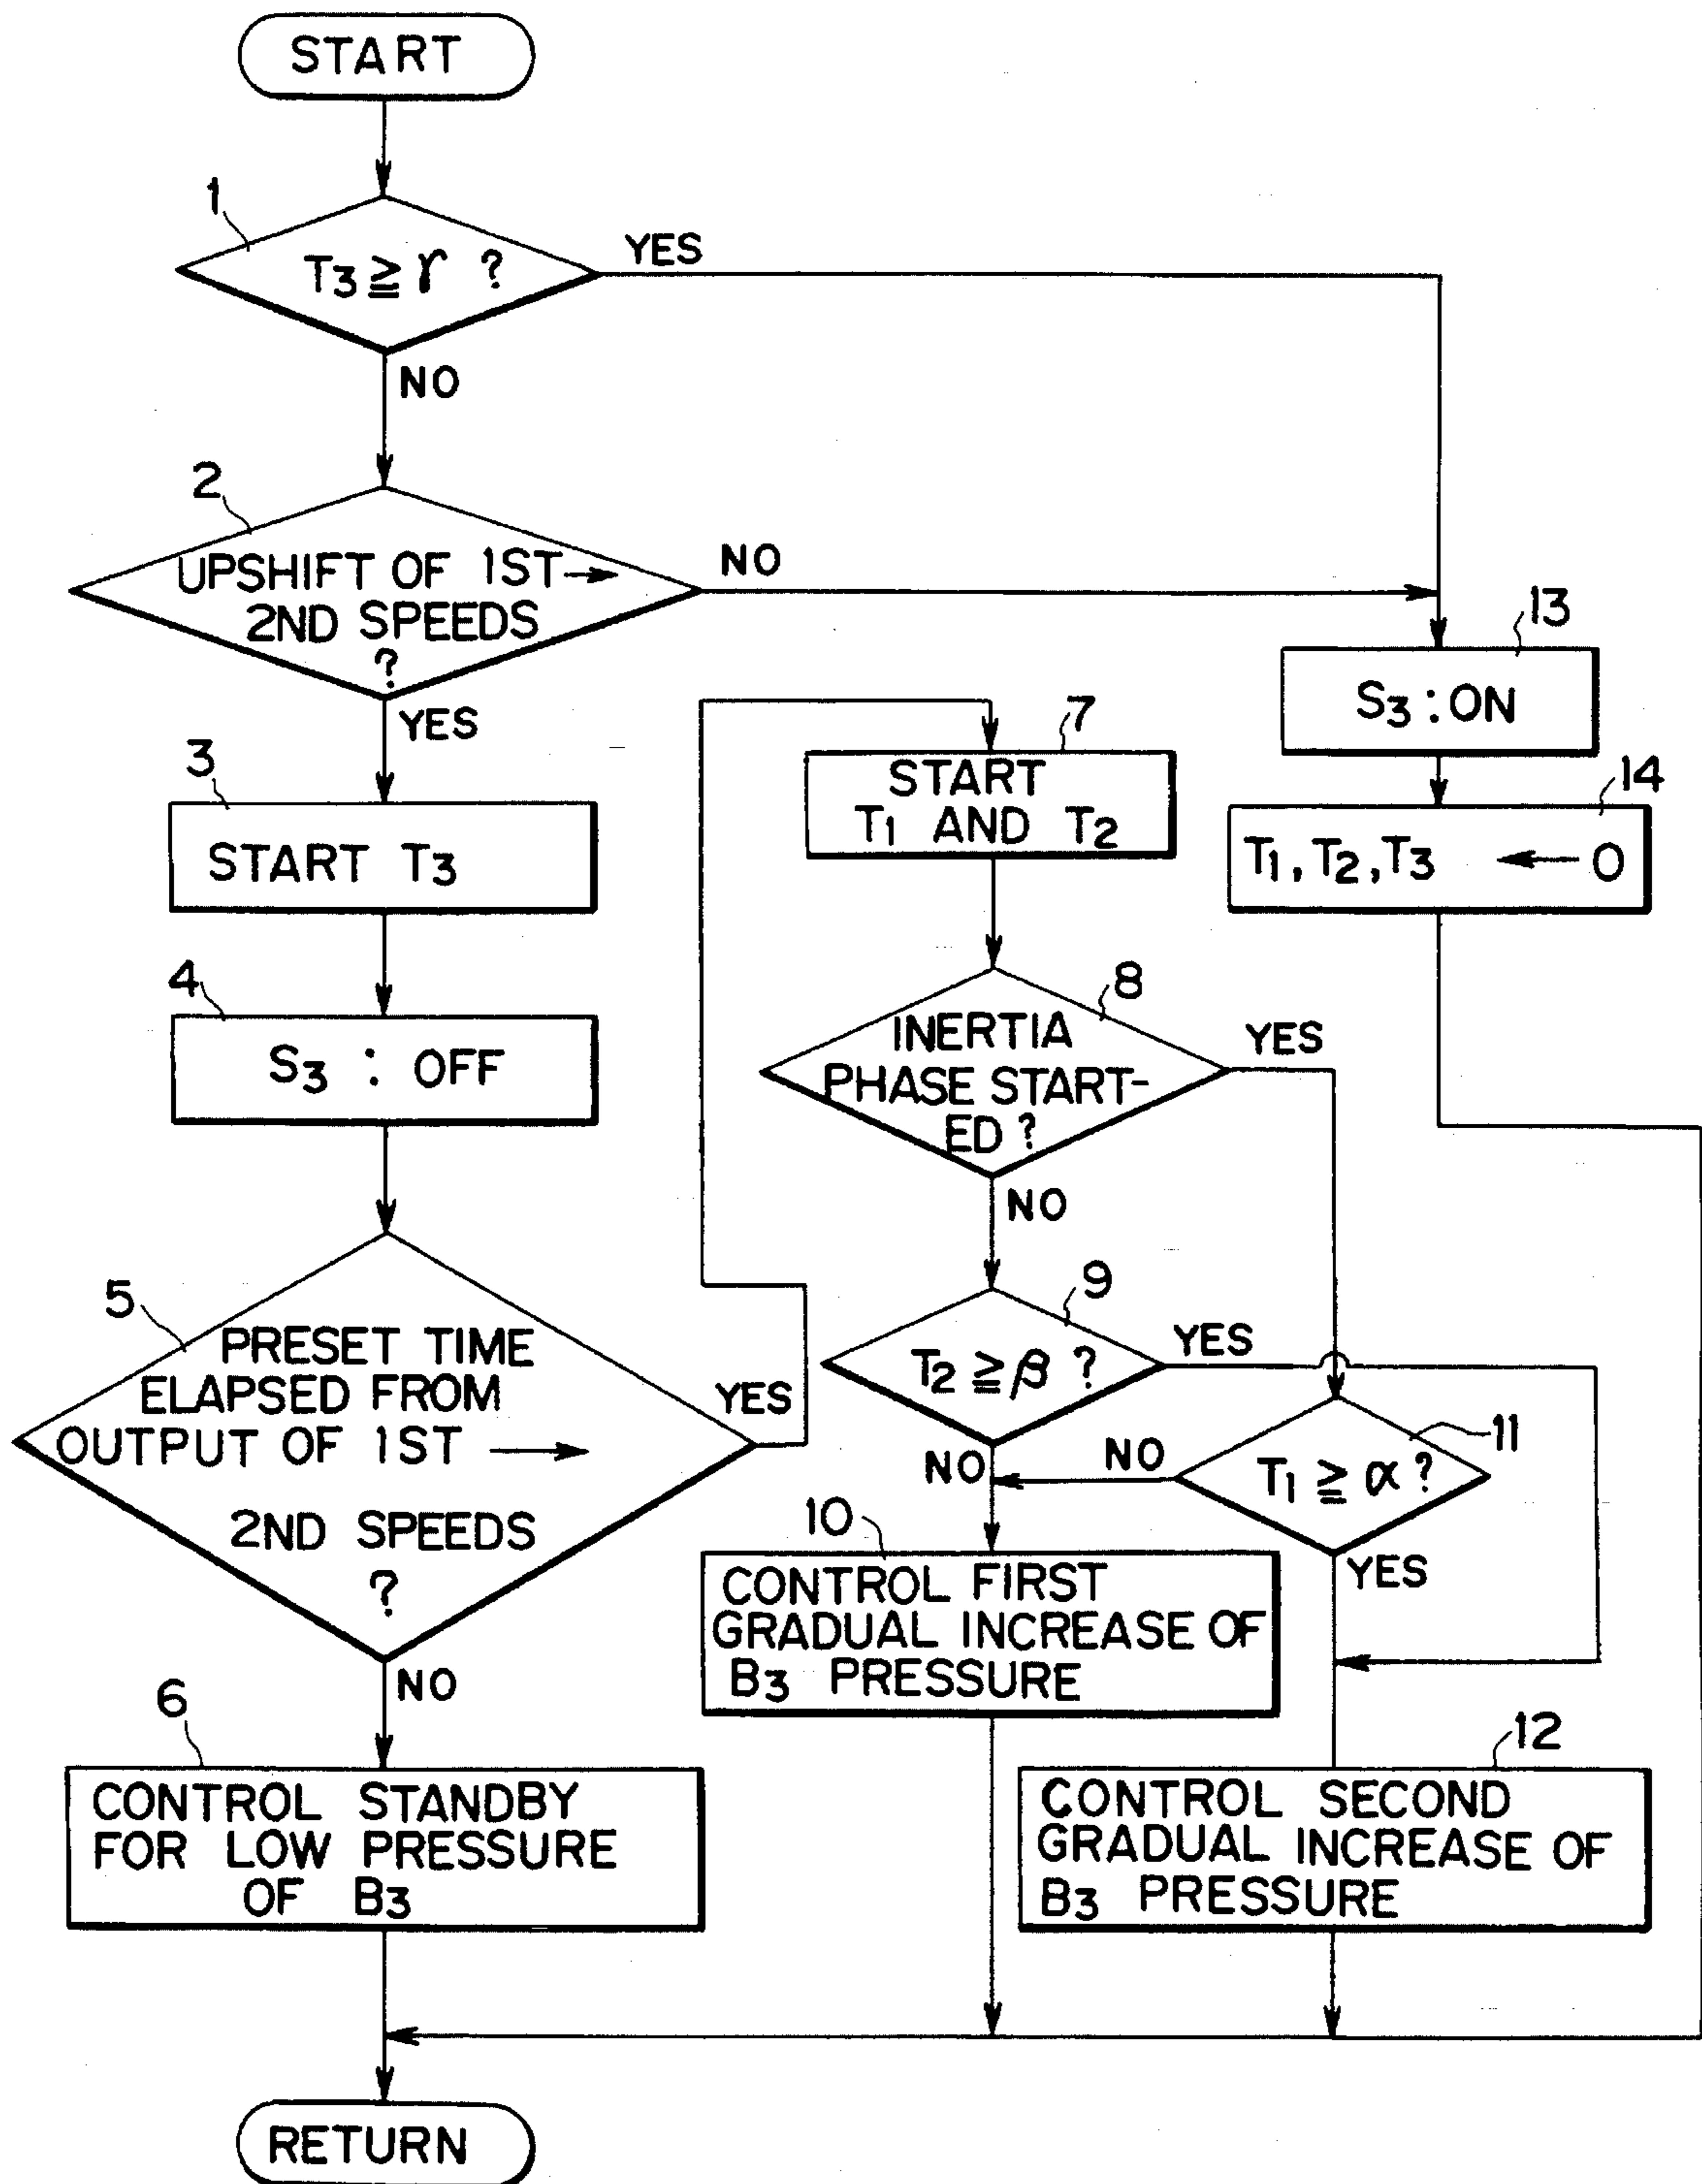 START
1
T3 ≧ γ ?
YES
NO
2
UPSHIFT OF 1ST →
2ND SPEEDS
?
NO
YES
3
START T3
4
S3 : OFF
5
PRESET TIME
ELAPSED FROM
OUTPUT OF 1ST →
2ND SPEEDS
?
YES
NO
6
CONTROL STANDBY
FOR LOW PRESSURE
OF B3
7
START
T1 AND T2
8
INERTIA
PHASE START-
ED ?
YES
NO
9
T2 ≧ β ?
YES
NO
10
CONTROL FIRST
GRADUAL INCREASE OF
B3 PRESSURE
11
T1 ≧ α ?
NO
YES
12
CONTROL SECOND
GRADUAL INCREASE OF
B3 PRESSURE
13
S3 : ON
14
T1, T2, T3 ← 0
RETURN